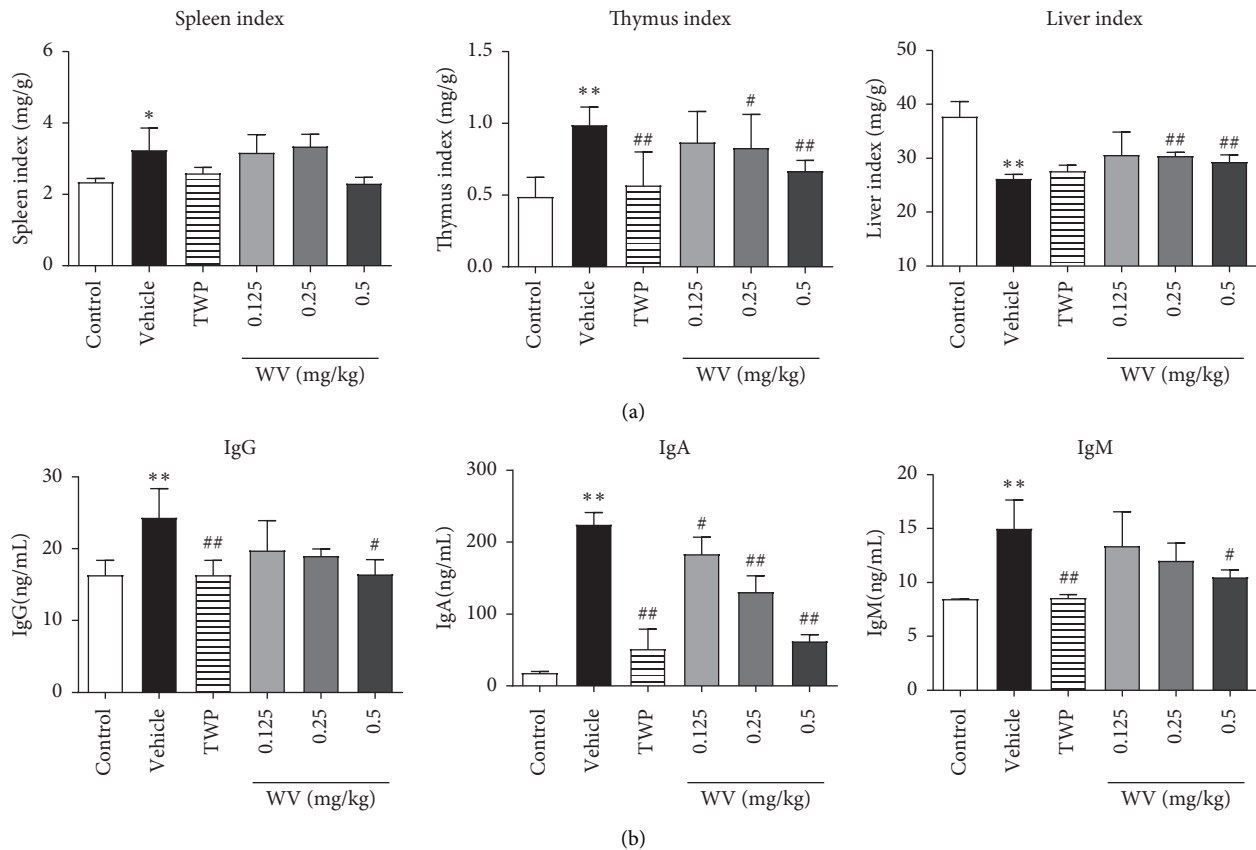 Spleen index
Spleen index (mg/g)
6
4
2
0
*
Control
Vehicle
TWP
0.125
0.25
0.5
WV (mg/kg)
Thymus index
Thymus index (mg/g)
1.5
1.0
0.5
0.0
**
##
#
##
Control
Vehicle
TWP
0.125
0.25
0.5
WV (mg/kg)
Liver index
Liver index (mg/g)
50
40
30
20
10
**
##
##
Control
Vehicle
TWP
0.125
0.25
0.5
WV (mg/kg)
(a)
IgG
IgG(ng/mL)
30
20
10
0
**
##
#
Control
Vehicle
TWP
0.125
0.25
0.5
WV (mg/kg)
IgA
IgA(ng/mL)
300
200
100
0
**
##
#
##
##
Control
Vehicle
TWP
0.125
0.25
0.5
WV (mg/kg)
IgM
IgM(ng/mL)
20
15
10
5
0
**
##
#
Control
Vehicle
TWP
0.125
0.25
0.5
WV (mg/kg)
(b)